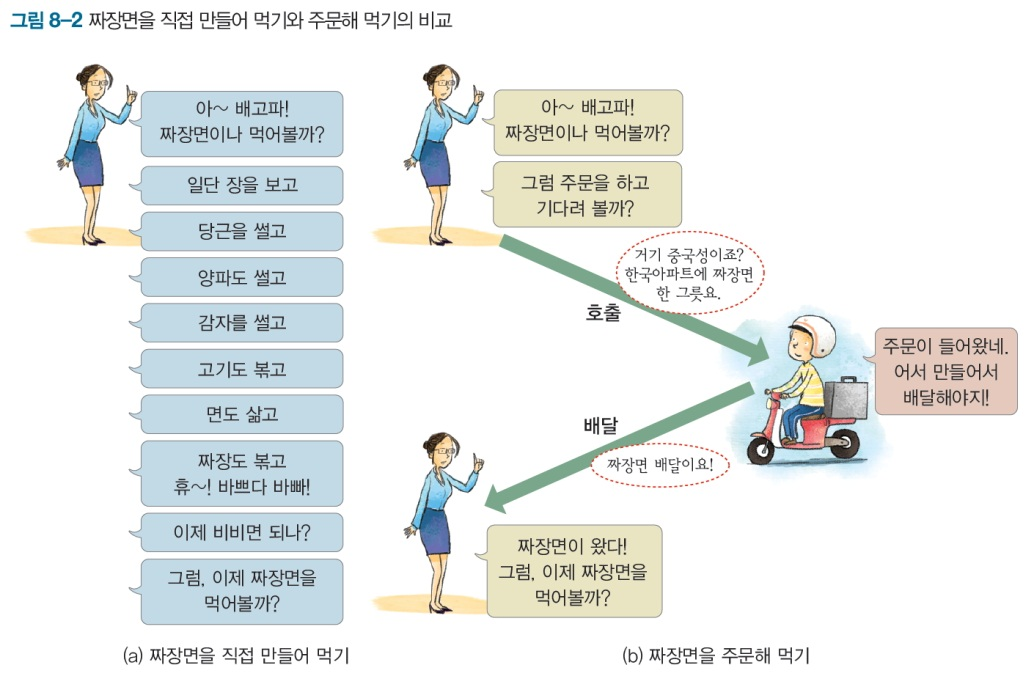 그림 8-2 짜장면을 직접 만들어 먹기와 주문해 먹기의 비교
아~ 배고파!
짜장면이나 먹어볼까?
일단 장을 보고
당근을 썰고
양파도 썰고
감자를 썰고
고기도 볶고
면도 삶고
짜장도 볶고
휴~! 바쁘다 바빠!
이제 비비면 되나?
그럼, 이제 짜장면을
먹어볼까?
(a) 짜장면을 직접 만들어 먹기
아~ 배고파!
짜장면이나 먹어볼까?
그럼 주문을 하고
기다려 볼까?
거기 중국성이죠?
한국아파트에 짜장면
한 그릇요.
호출
주문이 들어왔네.
어서 만들어서
배달해야지!
배달
짜장면 배달이요!
짜장면이 왔다!
그럼, 이제 짜장면을
먹어볼까?
(b) 짜장면을 주문해 먹기